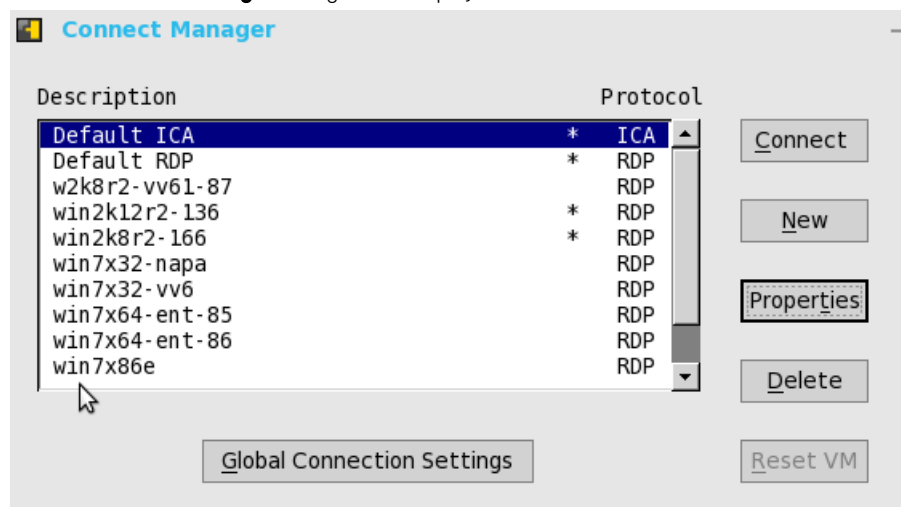 Connect Manager
Description Protocol
Default ICA * ICA
Default RDP * RDP
w2k8r2-vv61-87 RDP
win2k12r2-136 * RDP
win2k8r2-166 * RDP
win7x32-napa RDP
win7x32-vv6 RDP
win7x64-ent-85 RDP
win7x64-ent-86 RDP
win7x86e RDP
Connect
New
Properties
Delete
Global Connection Settings
Reset VM